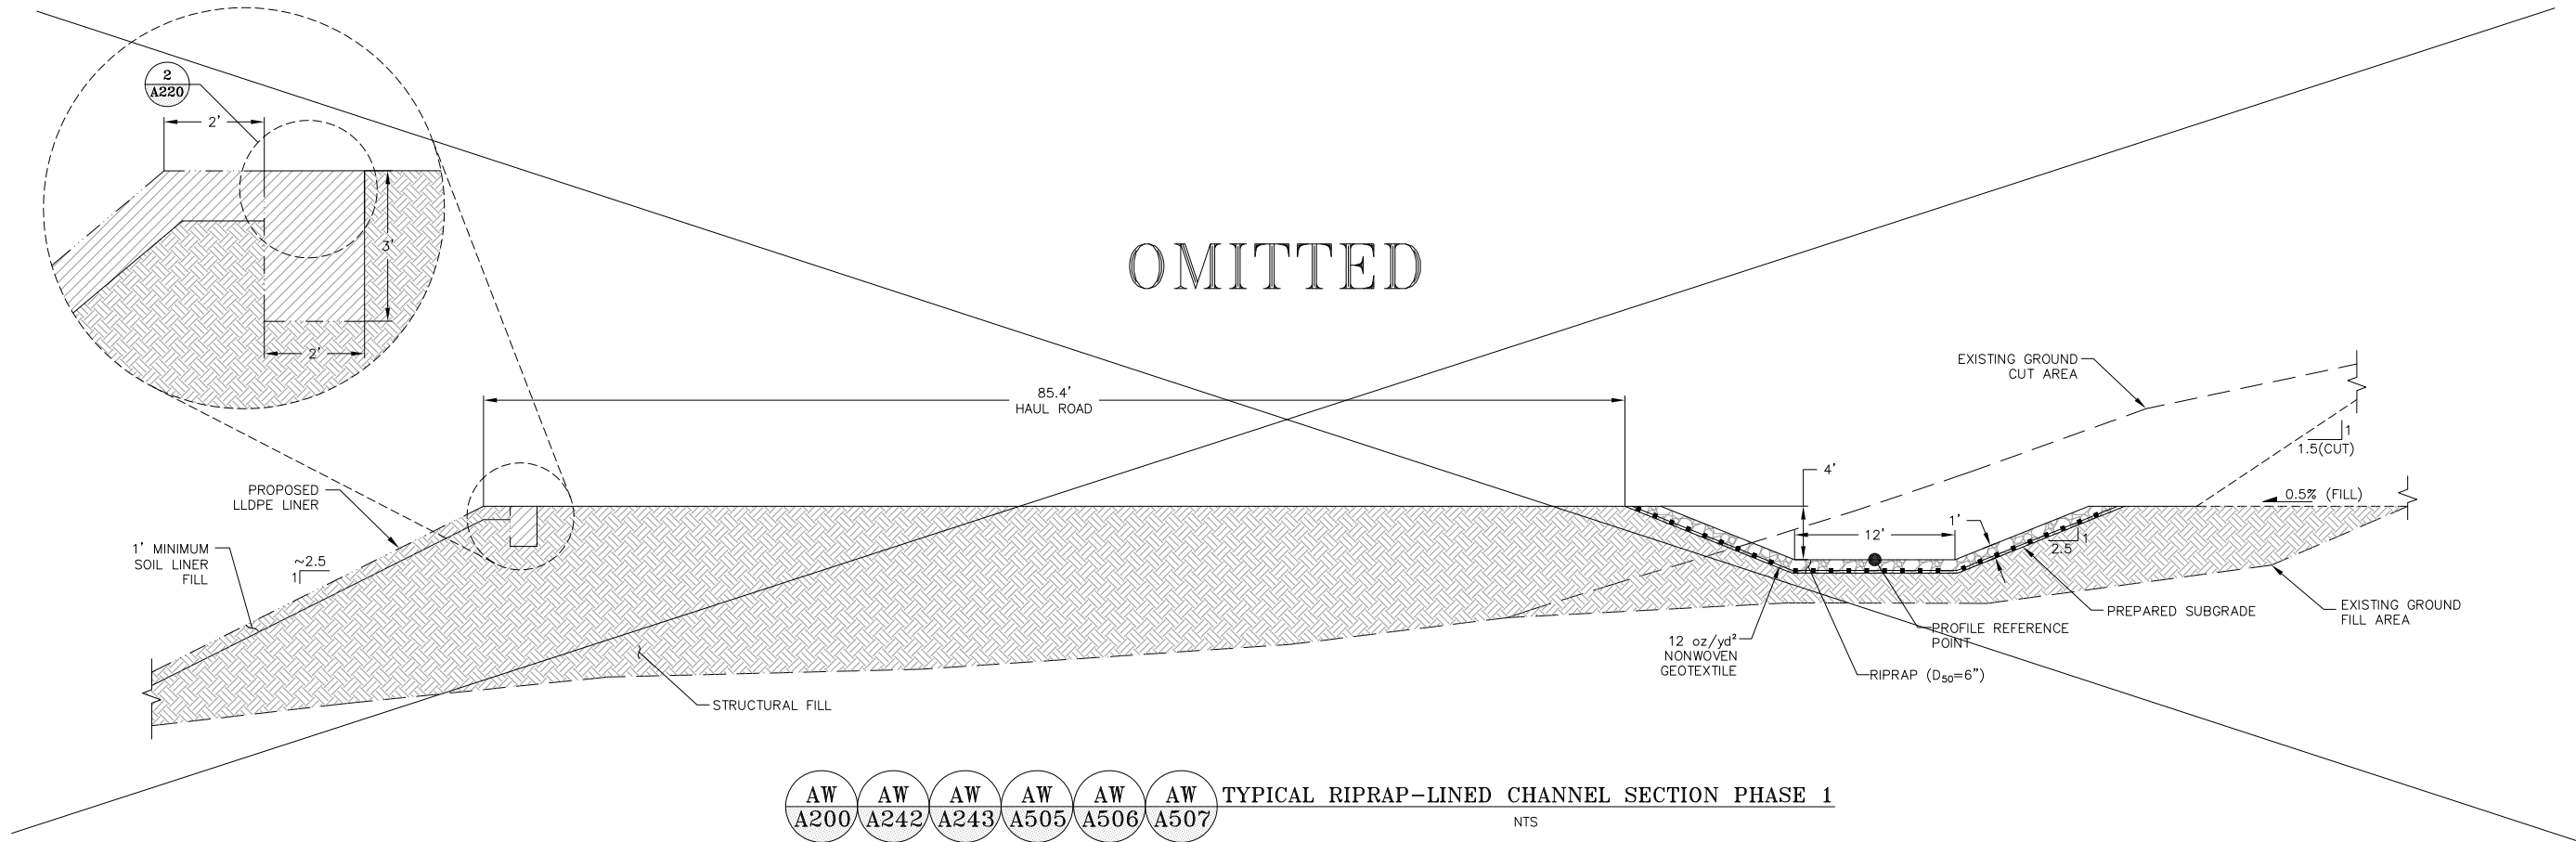 2
A220
2'
3'
2'
OMITTED
85.4'
HAUL ROAD
EXISTING GROUND
CUT AREA
1
1.5(CUT)
4'
0.5% (FILL)
PROPOSED
LLDPE LINER
12'
1'
2.5
1
1' MINIMUM
SOIL LINER
FILL
~2.5
1
PREPARED SUBGRADE
EXISTING GROUND
FILL AREA
PROFILE REFERENCE
POINT
12 oz/yd²
NONWOVEN
GEOTEXTILE
RIPRAP (D50=6")
STRUCTURAL FILL
AW
A200
AW
A242
AW
A243
AW
A505
AW
A506
AW
A507
TYPICAL RIPRAP-LINED CHANNEL SECTION PHASE 1
NTS